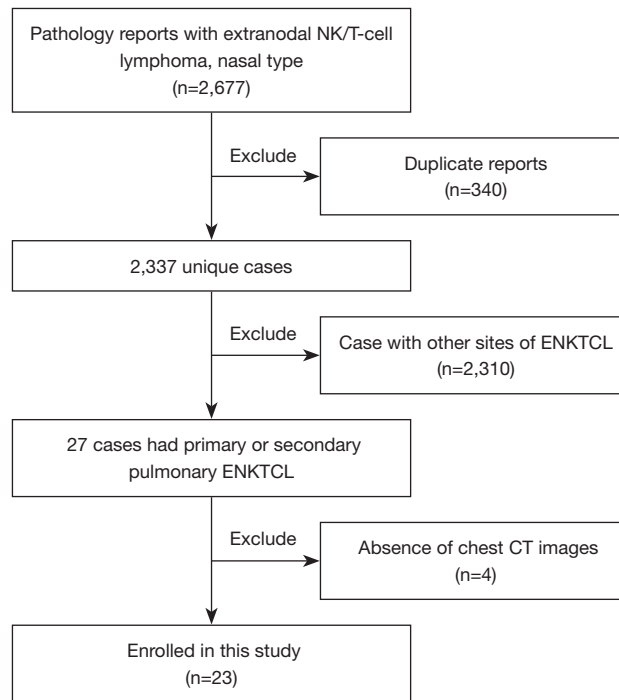 Pathology reports with extranodal NK/T-cell
lymphoma, nasal type
(n=2,677)
Exclude
Duplicate reports
(n=340)
2,337 unique cases
Exclude
Case with other sites of ENKTCL
(n=2,310)
27 cases had primary or secondary
pulmonary ENKTCL
Exclude
Absence of chest CT images
(n=4)
Enrolled in this study
(n=23)